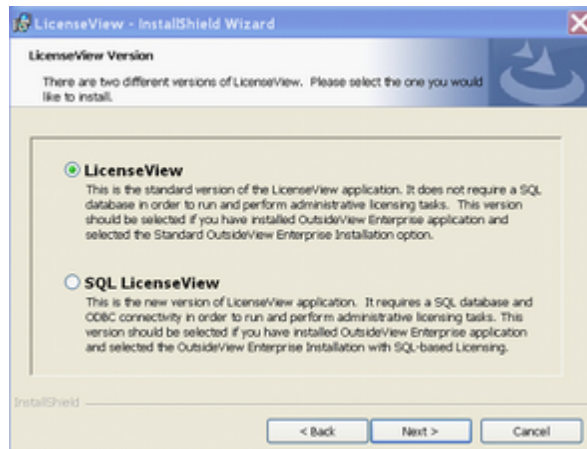 LicenseView - InstallShield Wizard
LicenseView Version
There are two different versions of LicenseView. Please select the one you would
like to install.
LicenseView
This is the standard version of the LicenseView application. It does not require a SQL
database in order to run and perform administrative licensing tasks. This version
should be selected if you have installed OutsideView Enterprise application and
selected the Standard OutsideView Enterprise Installation option.
SQL LicenseView
This is the new version of LicenseView application. It requires a SQL database and
ODBC connectivity in order to run and perform administrative licensing tasks. This
version should be selected if you have installed OutsideView Enterprise application
and selected the OutsideView Enterprise Installation with SQL-based Licensing.
InstallShield
< Back
Next >
Cancel